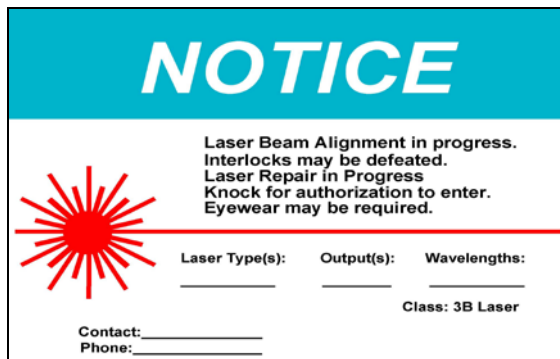 NOTICE
Laser Beam Alignment in progress.
Interlocks may be defeated.
Laser Repair in Progress
Knock for authorization to enter.
Eyewear may be required.
Laser Type(s): Output(s): Wavelengths:
Class: 3B Laser
Contact:
Phone: